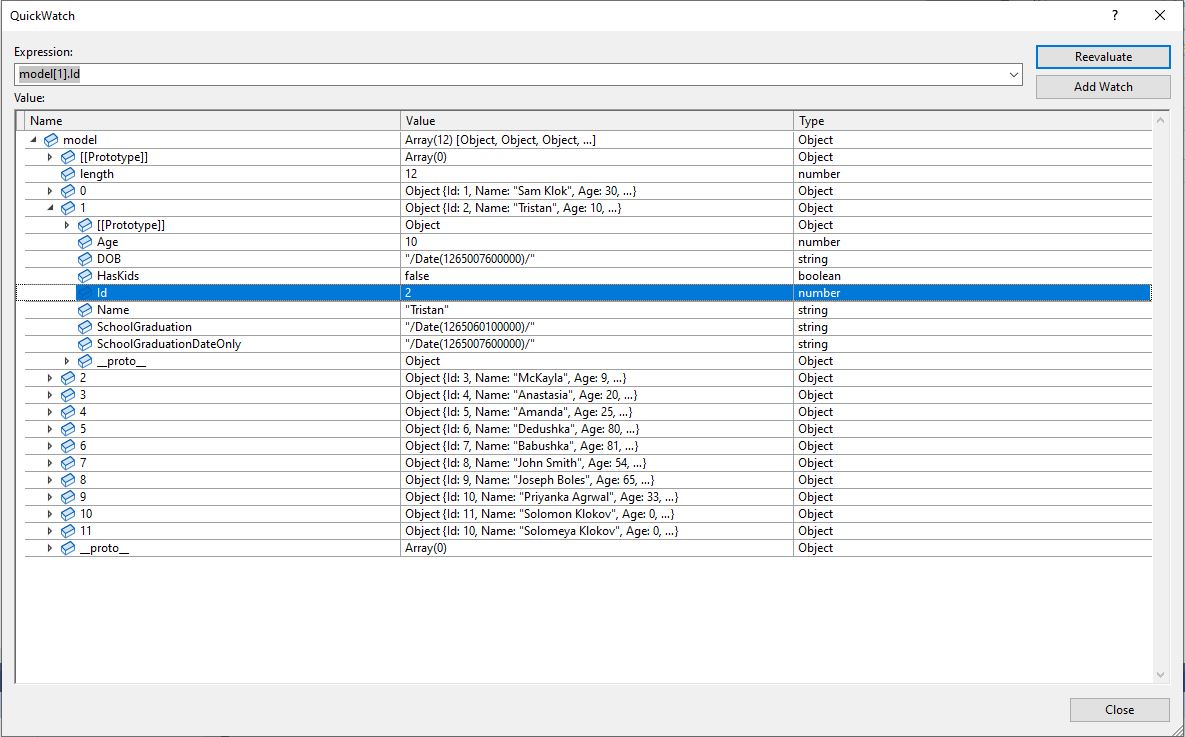 QuickWatch
Expression:
model[1].Id
Reevaluate
Add Watch
Value:
Name Value Type
model Array(12) [Object, Object, Object, ...] Object
[[Prototype]] Array(0) Object
length 12 number
0 Object {Id: 1, Name: "Sam Klok", Age: 30, ...} Object
1 Object {Id: 2, Name: "Tristan", Age: 10, ...} Object
[[Prototype]] Object Object
Age 10 number
DOB "/Date(1265007600000)/" string
HasKids false boolean
Id 2 number
Name "Tristan" string
SchoolGraduation "/Date(1265060100000)/" string
SchoolGraduationDateOnly "/Date(1265007600000)/" string
__proto__ Object Object
2 Object {Id: 3, Name: "McKayla", Age: 9, ...} Object
3 Object {Id: 4, Name: "Anastasia", Age: 20, ...} Object
4 Object {Id: 5, Name: "Amanda", Age: 25, ...} Object
5 Object {Id: 6, Name: "Dedushka", Age: 80, ...} Object
6 Object {Id: 7, Name: "Babushka", Age: 81, ...} Object
7 Object {Id: 8, Name: "John Smith", Age: 54, ...} Object
8 Object {Id: 9, Name: "Joseph Boles", Age: 65, ...} Object
9 Object {Id: 10, Name: "Priyanka Agrwal", Age: 33, ...} Object
10 Object {Id: 11, Name: "Solomon Klokov", Age: 0, ...} Object
11 Object {Id: 10, Name: "Solomeya Klokov", Age: 0, ...} Object
__proto__ Array(0) Object
Close